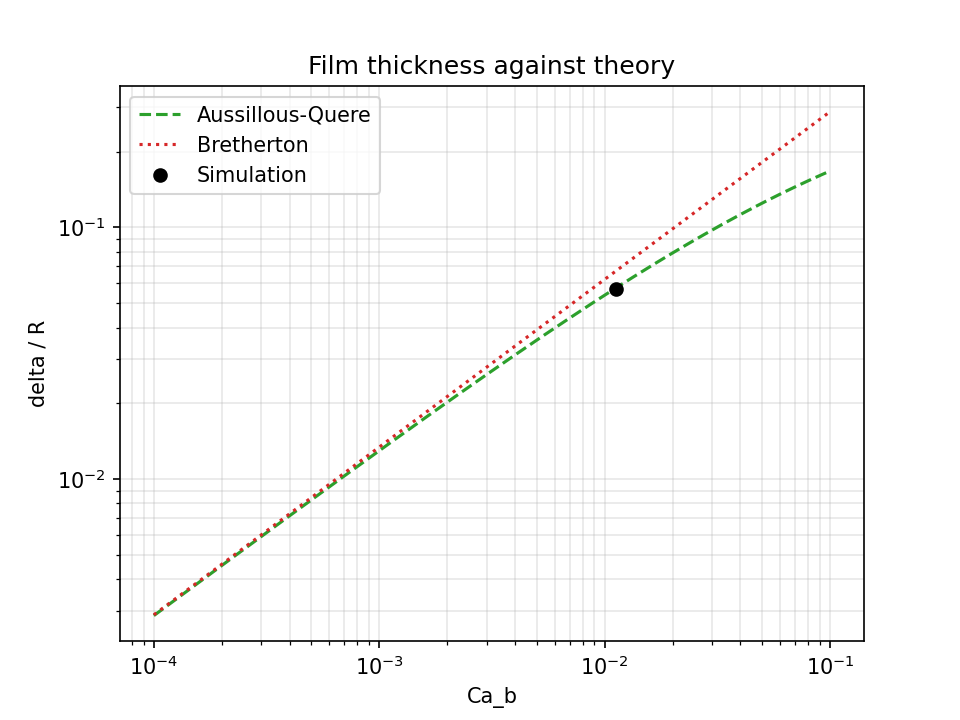 Film thickness against theory
Aussillous-Quere
Bretherton
Simulation
delta / R
10⁻¹
10⁻²
10⁻⁴
10⁻³
10⁻²
10⁻¹
Ca_b